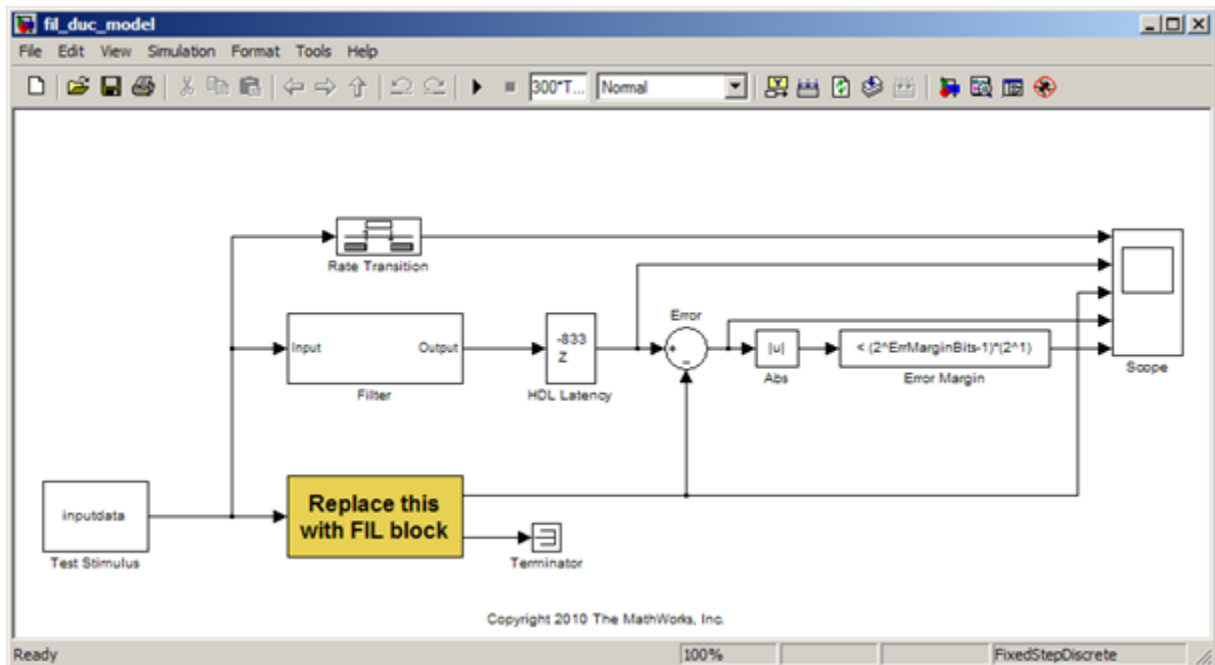 fil_duc_model
File Edit View Simulation Format Tools Help
300*T... Normal
Rate Transition
Input Output
Filter
-833
Z
HDL Latency
Error
+
-
|u|
Abs
< (2^ErrMarginBits-1)*(2^1)
Error Margin
Scope
inputdata
Test Stimulus
Replace this
with FIL block
Terminator
Copyright 2010 The MathWorks, Inc.
Ready 100% FixedStepDiscrete